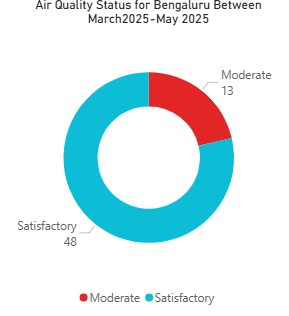 Air Quality Status for Bengaluru Between
March2025-May 2025
Moderate
13
Satisfactory
48
Moderate Satisfactory